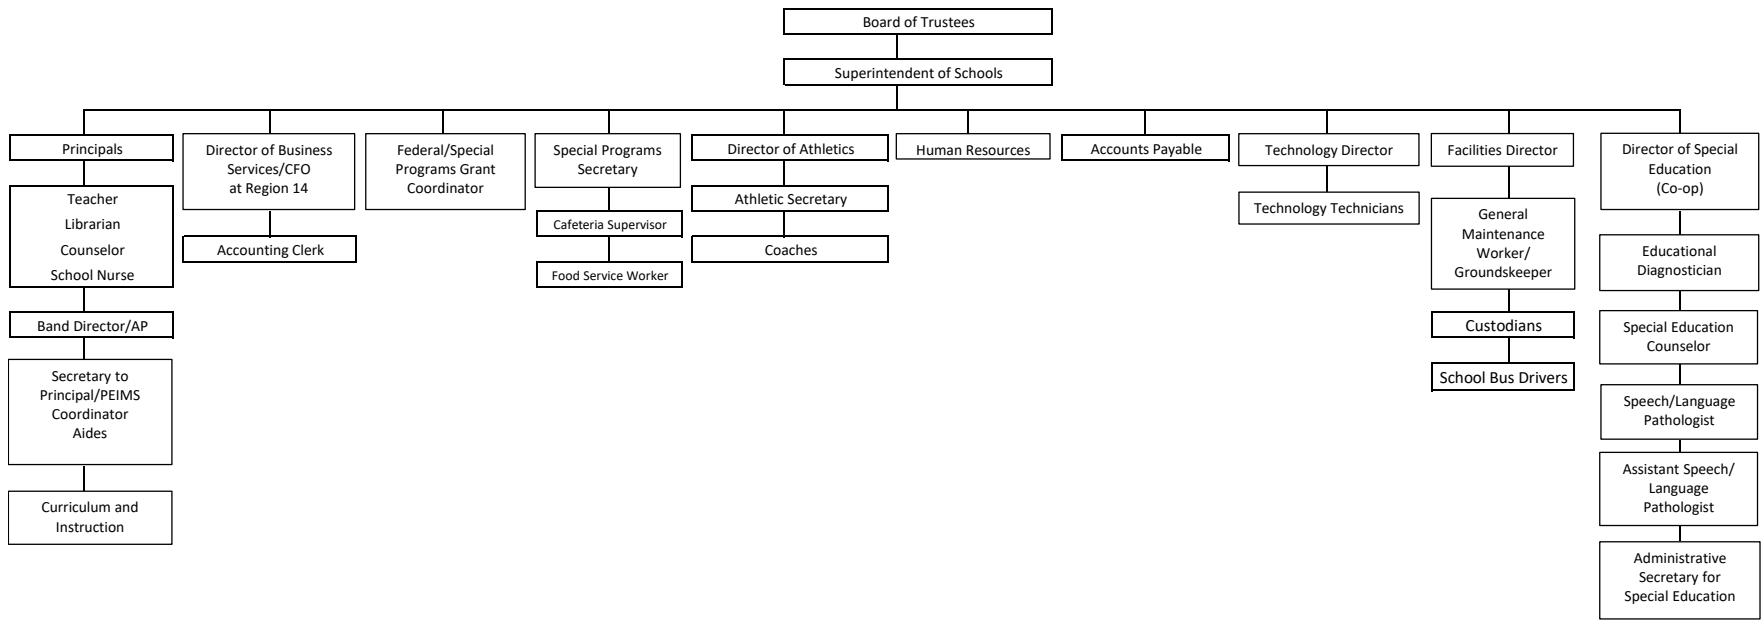 Board of Trustees
Superintendent of Schools
Principals
Teacher
Librarian
Counselor
School Nurse
Band Director/AP
Secretary to
Principal/PEIMS
Coordinator
Aides
Curriculum and
Instruction
Director of Business
Services/CFO
at Region 14
Accounting Clerk
Federal/Special
Programs Grant
Coordinator
Special Programs
Secretary
Cafeteria Supervisor
Food Service Worker
Director of Athletics
Athletic Secretary
Coaches
Human Resources
Accounts Payable
Technology Director
Technology Technicians
Facilities Director
General
Maintenance
Worker/
Groundskeeper
Custodians
School Bus Drivers
Director of Special
Education
(Co-op)
Educational
Diagnostician
Special Education
Counselor
Speech/Language
Pathologist
Assistant Speech/
Language
Pathologist
Administrative
Secretary for
Special Education